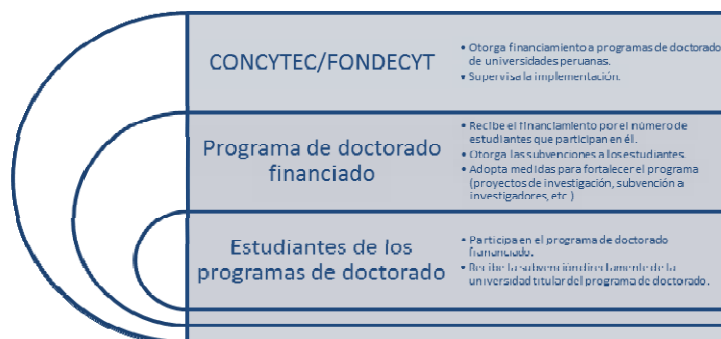 CONCYTEC/FONDECYT
• Otorga financiamiento a programas de doctorado
de universidades peruanas.
• Supervisa la implementación.
Programa de doctorado
financiado
• Recibe el financiamiento por el número de
estudiantes que participan en él.
• Otorga las subvenciones a los estudiantes.
• Adopta medidas para fortalecer el programa
(proyectos de investigación, subvención a
investigadores, etc.)
Estudiantes de los
programas de doctorado
• Participa en el programa de doctorado
fiananciado.
• Recibe la subvención directamente de la
universidad titular del programa de doctorado.